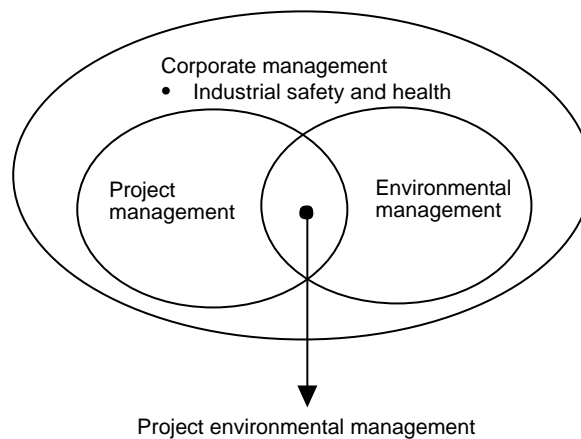 Corporate management
• Industrial safety and health
Project
management
Environmental
management
Project environmental management